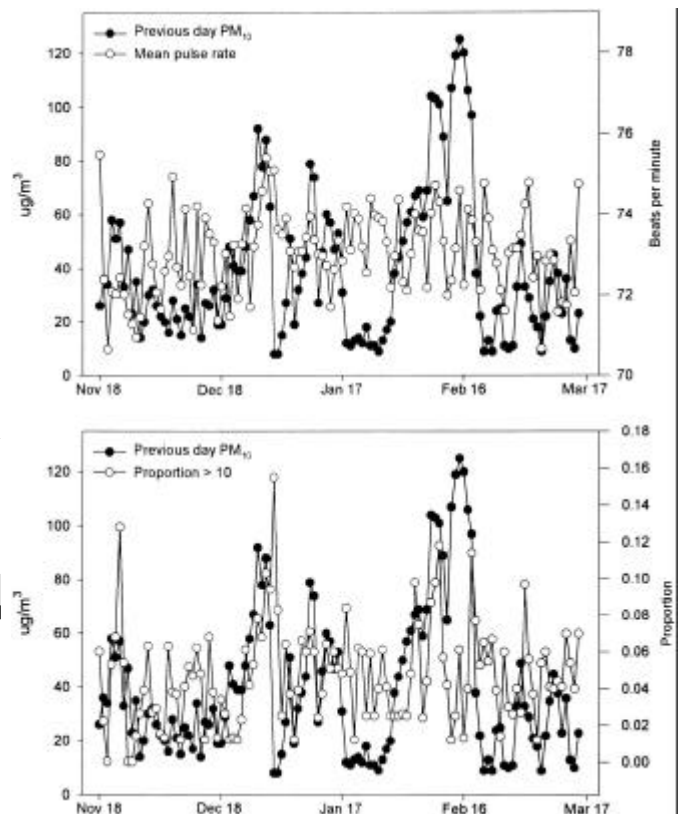 Previous day PM10
Mean pulse rate
120
100
80
60
40
20
0
ug/m³
78
76
74
72
70
Beats per minute
Nov 18
Dec 18
Jan 17
Feb 16
Mar 17
Previous day PM10
Proportion > 10
120
100
80
60
40
20
0
ug/m³
0.18
0.16
0.14
0.12
0.10
0.08
0.06
0.04
0.02
0.00
Proportion
Nov 18
Dec 18
Jan 17
Feb 16
Mar 17